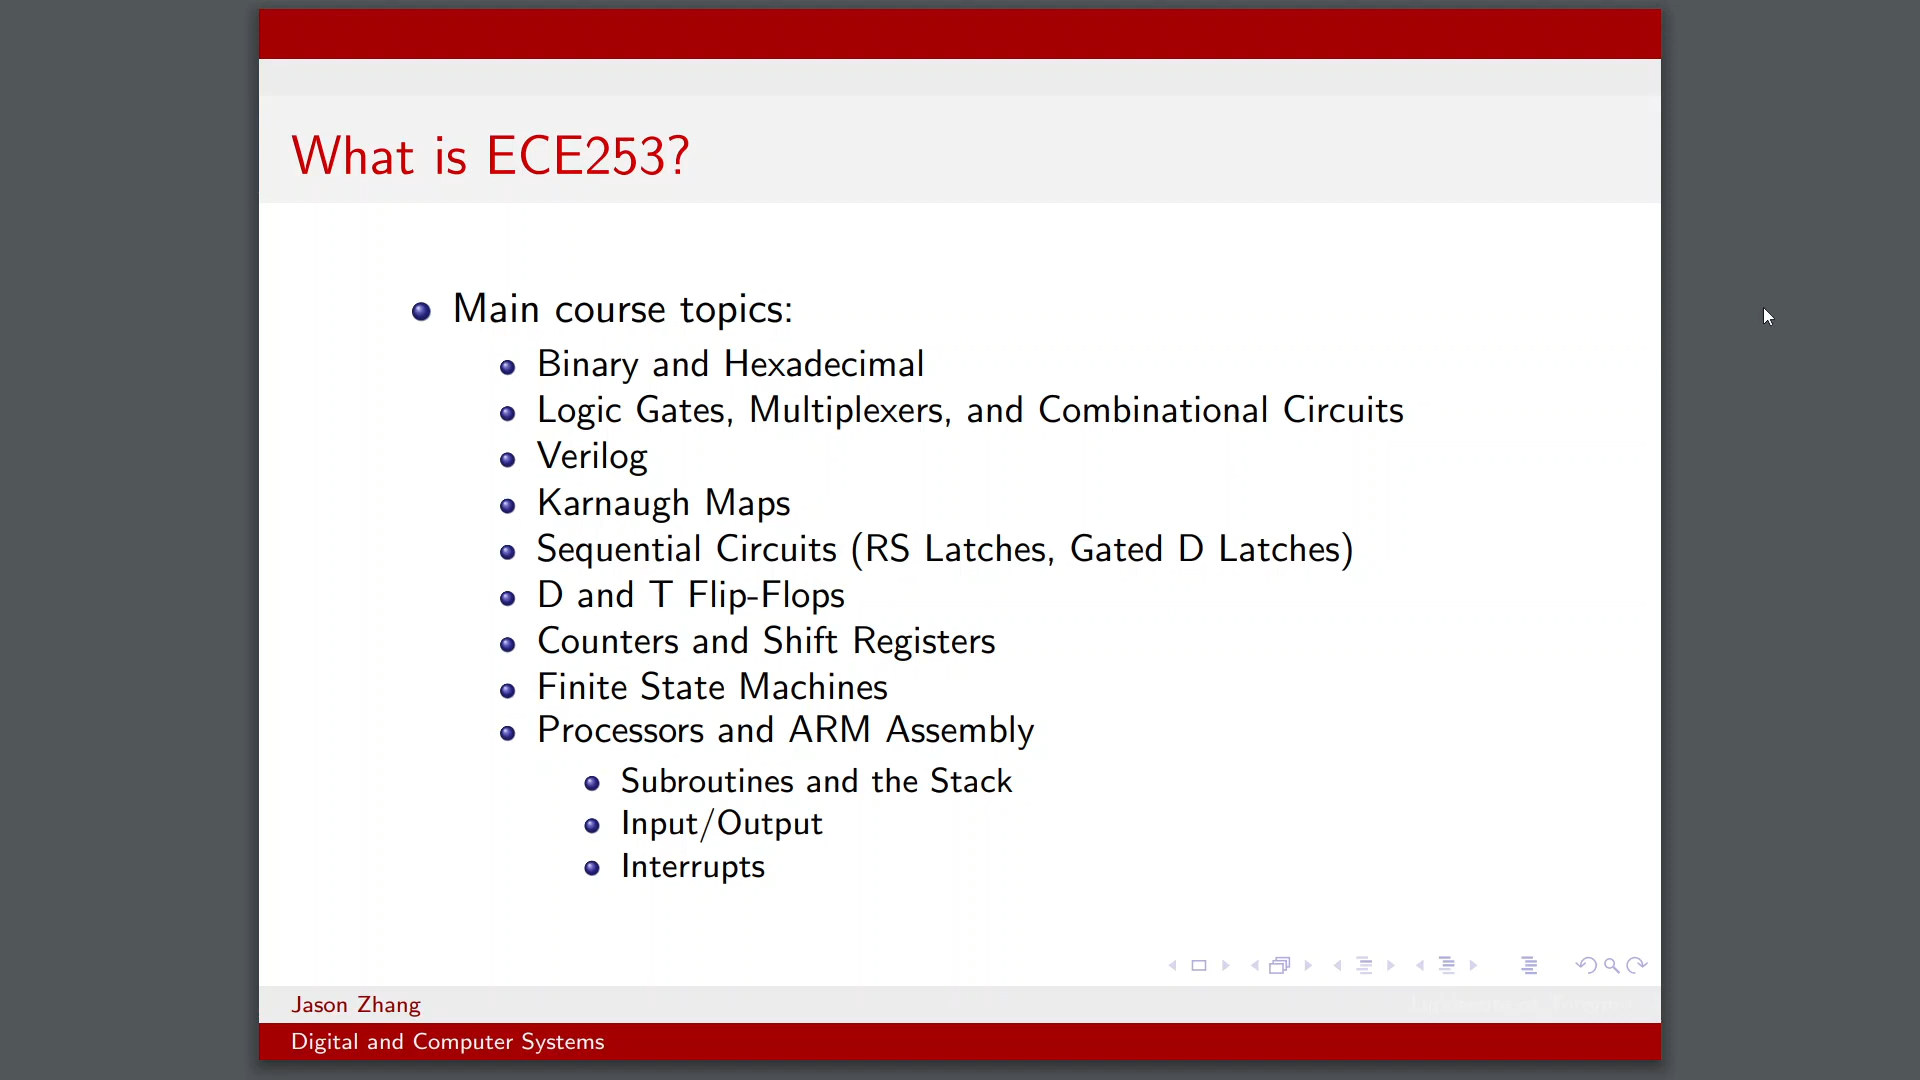 What is ECE253?
Main course topics:
Binary and Hexadecimal
Logic Gates, Multiplexers, and Combinational Circuits
Verilog
Karnaugh Maps
Sequential Circuits (RS Latches, Gated D Latches)
D and T Flip-Flops
Counters and Shift Registers
Finite State Machines
Processors and ARM Assembly
Subroutines and the Stack
Input/Output
Interrupts
Jason Zhang
Digital and Computer Systems